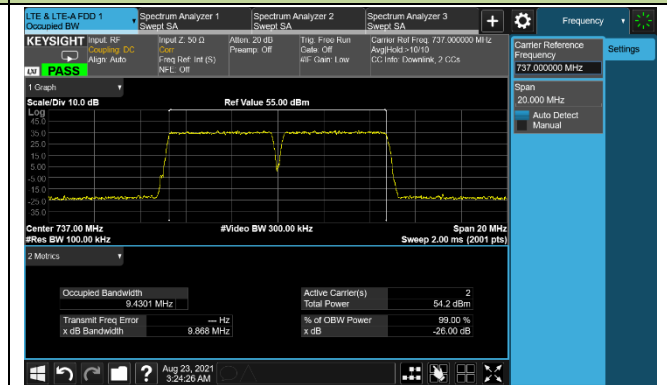 LTE & LTE-A FDD 1
Occupied BW
Spectrum Analyzer 1
Swept SA
Spectrum Analyzer 2
Swept SA
Spectrum Analyzer 3
Swept SA
Frequency
KEYSIGHT
Input: RF
Coupling: DC
Align: Auto
Input Z: 50 Ω
Corr
Freq Ref: Int (S)
NFE: Off
Atten: 20 dB
Preamp: Off
Trig: Free Run
Gate: Off
#IF Gain: Low
Carrier Ref Freq: 737.000000 MHz
Avg|Hold:>10/10
CC Info: Downlink, 2 CCs
LXI
PASS
Carrier Reference
Frequency
737.000000 MHz
Settings
Span
20.000 MHz
Auto Detect
Manual
1 Graph
Scale/Div 10.0 dB
Ref Value 55.00 dBm
Log
45.0
35.0
25.0
15.0
5.00
-5.00
-15.0
-25.0
-35.0
Center 737.00 MHz
#Video BW 300.00 kHz
Span 20 MHz
#Res BW 100.00 kHz
Sweep 2.00 ms (2001 pts)
2 Metrics
Occupied Bandwidth
9.4301 MHz
Active Carrier(s) 2
Total Power 54.2 dBm
Transmit Freq Error --- Hz
x dB Bandwidth 9.868 MHz
% of OBW Power 99.00 %
x dB -26.00 dB
?
Aug 23, 2021
3:24:26 AM